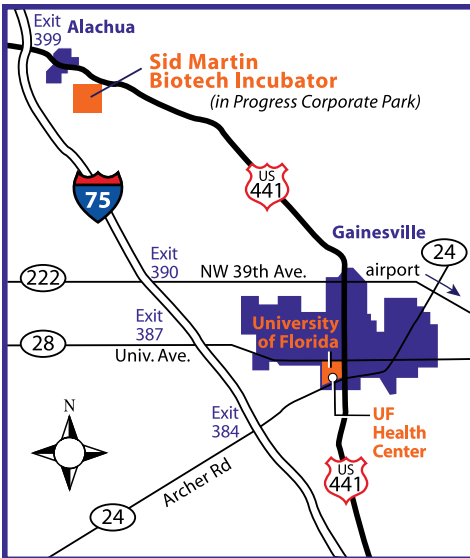 Exit
399
Alachua
Sid Martin
Biotech Incubator
(in Progress Corporate Park)
75
US
441
Gainesville
24
222
Exit
390
NW 39th Ave.
airport
Exit
387
28
Univ. Ave.
University
of Florida
Exit
384
UF
Health
Center
N
Archer Rd
US
441
24